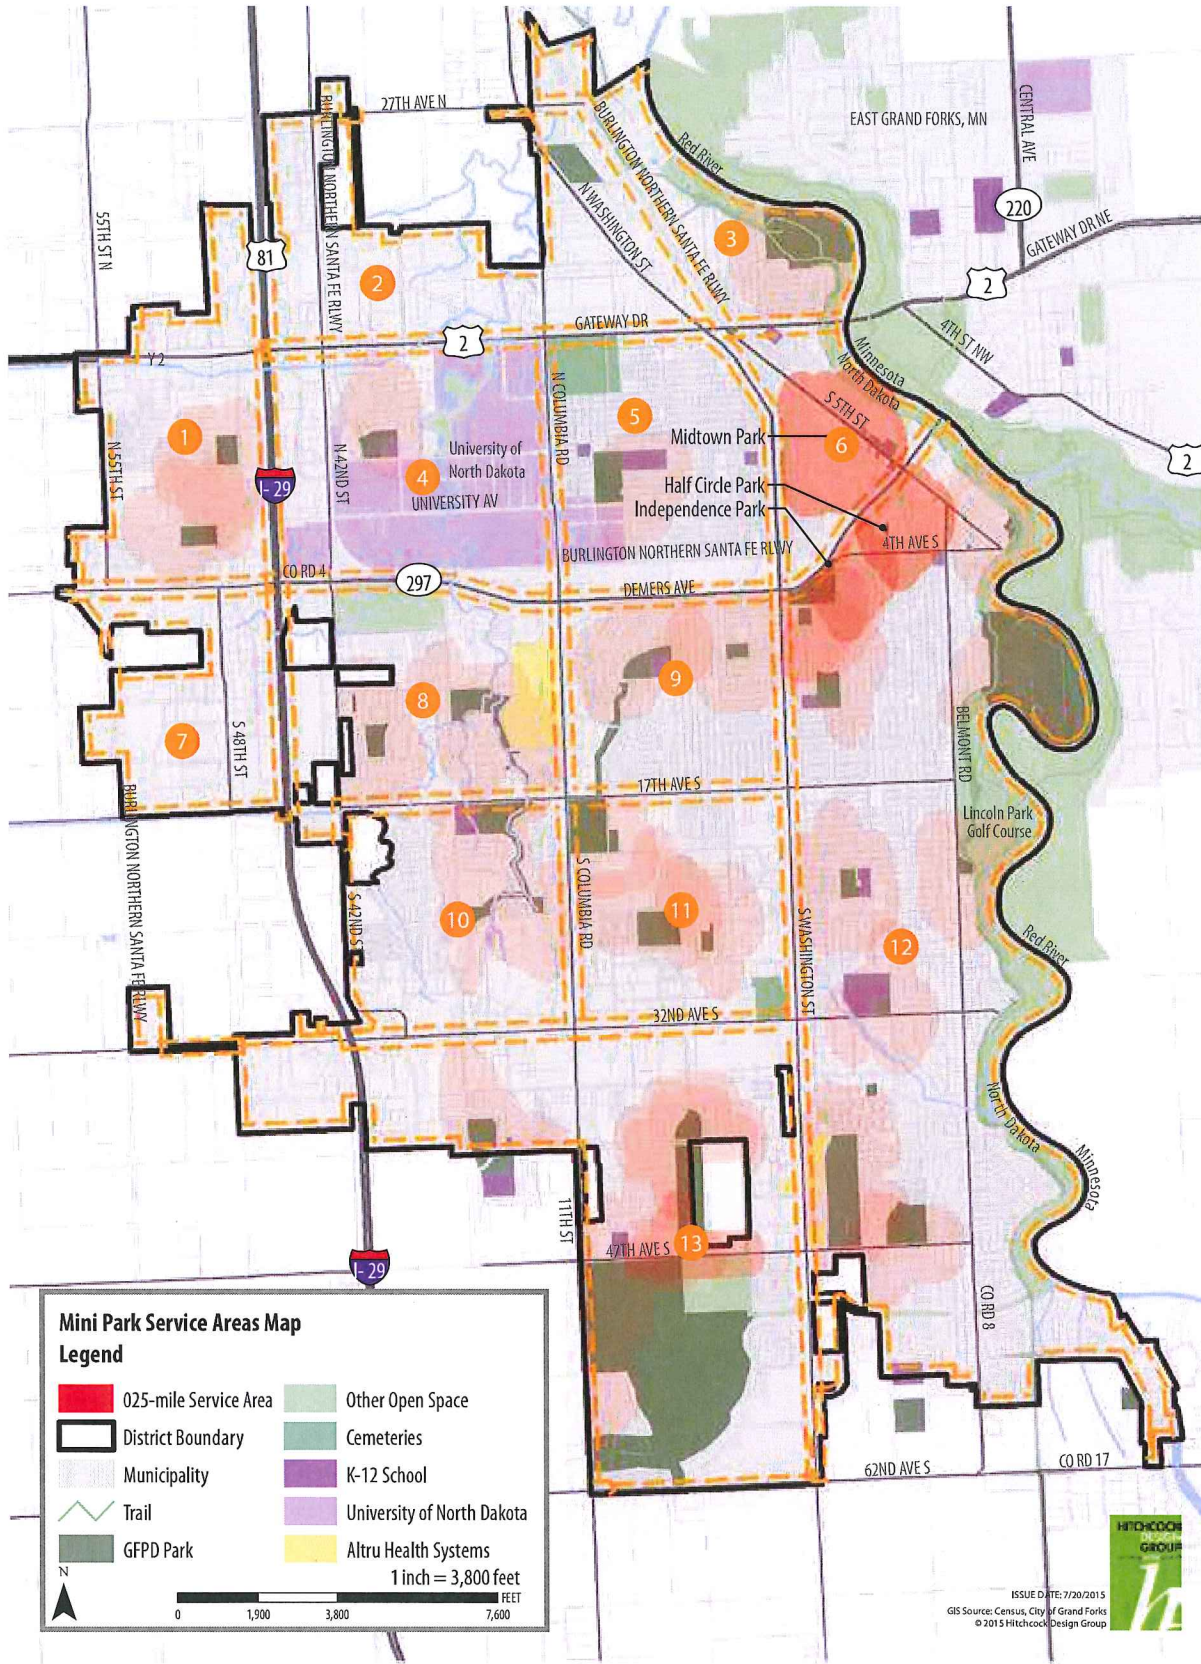 27TH AVE N
BURLINGTON NORTHERN SANTA FE RLWY
BURLINGTON NORTHERN SANTA FE RLWY
Red River
EAST GRAND FORKS, MN
CENTRAL AVE
220
GATEWAY DR NE
55TH ST N
81
N WASHINGTON ST
3
2
2
2
GATEWAY DR
4TH ST NW
Y 2
Minnesota
North Dakota
S 5TH ST
1
N COLUMBIA RD
5
Midtown Park
6
University of
North Dakota
2
N 55TH ST
N 42ND ST
I-29
4
UNIVERSITY AV
Half Circle Park
Independence Park
4TH AVE S
BURLINGTON NORTHERN SANTA FE RLWY
CO RD 4
297
DEMERS AVE
9
8
7
S 48TH ST
BELMONT RD
17TH AVE S
BURLINGTON NORTHERN SANTA FE RLWY
Lincoln Park
Golf Course
S 42ND ST
10
S COLUMBIA RD
11
S WASHINGTON ST
12
Red River
32ND AVE S
North Dakota
Minnesota
11TH ST
47TH AVE S
13
I-29
CO RD 8
62ND AVE S
CO RD 17
Mini Park Service Areas Map
Legend
025-mile Service Area
District Boundary
Municipality
Trail
GFPD Park
Other Open Space
Cemeteries
K-12 School
University of North Dakota
Altru Health Systems
1 inch = 3,800 feet
N
FEET
0 1,900 3,800 7,600
HITCHCOCK
DESIGN
GROUP
h
ISSUE DATE: 7/20/2015
GIS Source: Census, City of Grand Forks
© 2015 Hitchcock Design Group